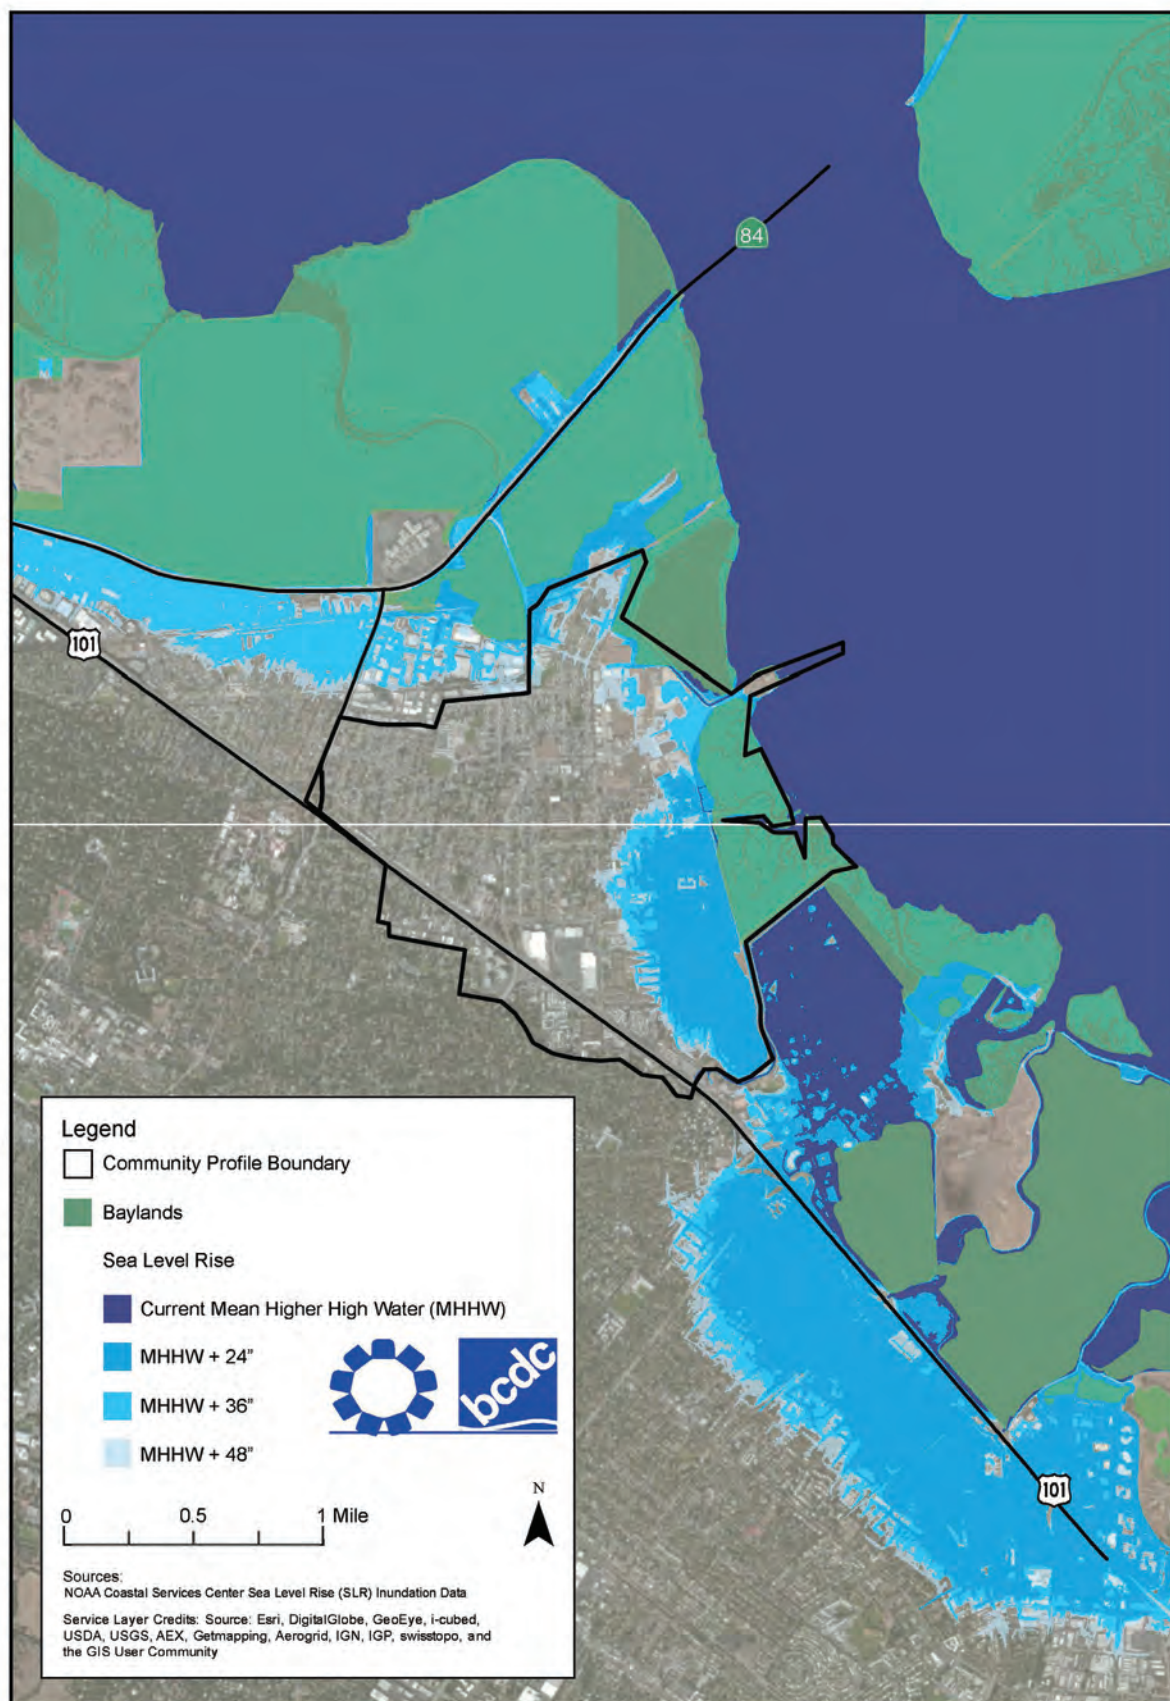 84
101
Legend
Community Profile Boundary
Baylands
Sea Level Rise
Current Mean Higher High Water (MHHW)
MHHW + 24"
MHHW + 36"
MHHW + 48"
bcdc
N
0 0.5 1 Mile
Sources:
NOAA Coastal Services Center Sea Level Rise (SLR) Inundation Data
Service Layer Credits: Source: Esri, DigitalGlobe, GeoEye, i-cubed,
USDA, USGS, AEX, Getmapping, Aerogrid, IGN, IGP, swisstopo, and
the GIS User Community
101